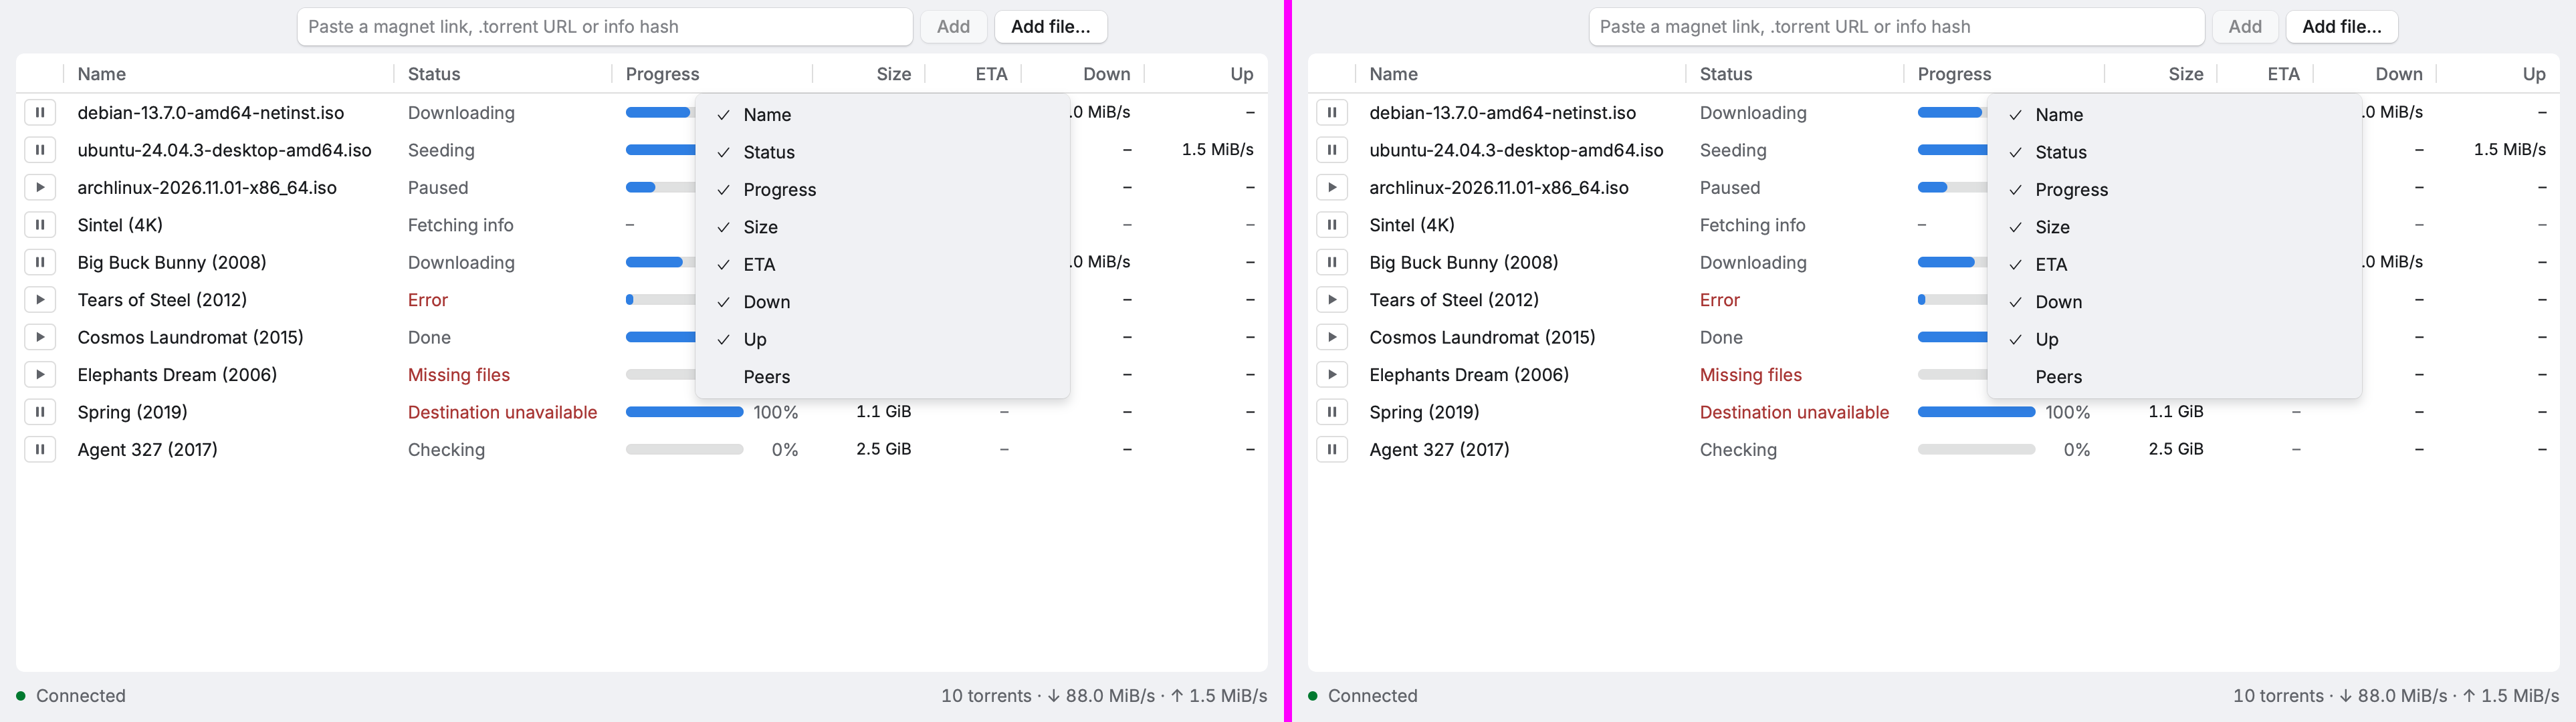 Paste a magnet link, .torrent URL or info hash Add Add file...
Name Status Progress Size ETA Down Up
debian-13.7.0-amd64-netinst.iso Downloading .0 MiB/s –
ubuntu-24.04.3-desktop-amd64.iso Seeding – 1.5 MiB/s
archlinux-2026.11.01-x86_64.iso Paused – –
Sintel (4K) Fetching info – – –
Big Buck Bunny (2008) Downloading .0 MiB/s –
Tears of Steel (2012) Error – –
Cosmos Laundromat (2015) Done – –
Elephants Dream (2006) Missing files – –
Spring (2019) Destination unavailable 100% 1.1 GiB – – –
Agent 327 (2017) Checking 0% 2.5 GiB – – –
✓ Name
✓ Status
✓ Progress
✓ Size
✓ ETA
✓ Down
✓ Up
Peers
Connected 10 torrents · ↓ 88.0 MiB/s · ↑ 1.5 MiB/s
Paste a magnet link, .torrent URL or info hash Add Add file...
Name Status Progress Size ETA Down Up
debian-13.7.0-amd64-netinst.iso Downloading .0 MiB/s –
ubuntu-24.04.3-desktop-amd64.iso Seeding – 1.5 MiB/s
archlinux-2026.11.01-x86_64.iso Paused – –
Sintel (4K) Fetching info – – –
Big Buck Bunny (2008) Downloading .0 MiB/s –
Tears of Steel (2012) Error – –
Cosmos Laundromat (2015) Done – –
Elephants Dream (2006) Missing files – –
Spring (2019) Destination unavailable 100% 1.1 GiB – – –
Agent 327 (2017) Checking 0% 2.5 GiB – – –
✓ Name
✓ Status
✓ Progress
✓ Size
✓ ETA
✓ Down
✓ Up
Peers
Connected 10 torrents · ↓ 88.0 MiB/s · ↑ 1.5 MiB/s